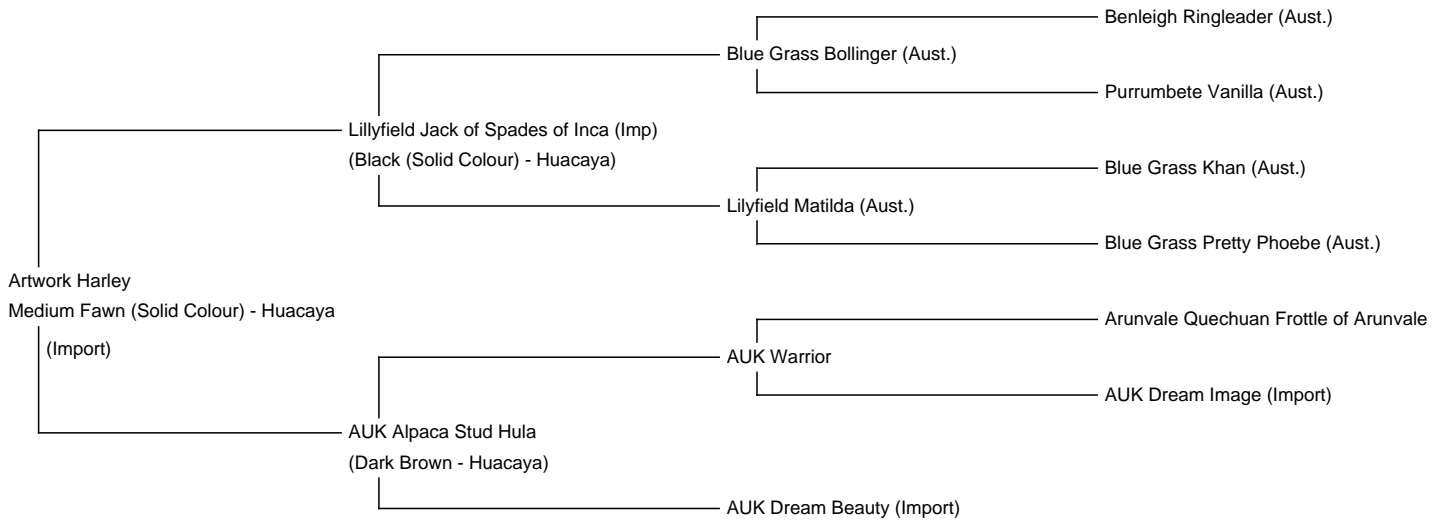 Benleigh Ringleader (Aust.)
Blue Grass Bollinger (Aust.)
Purrumbete Vanilla (Aust.)
Lillyfield Jack of Spades of Inca (Imp)
(Black (Solid Colour) - Huacaya)
Blue Grass Khan (Aust.)
Lilyfield Matilda (Aust.)
Blue Grass Pretty Phoebe (Aust.)
Artwork Harley
Medium Fawn (Solid Colour) - Huacaya
(Import)
Arunvale Quechuan Frottle of Arunvale
AUK Warrior
AUK Dream Image (Import)
AUK Alpaca Stud Hula
(Dark Brown - Huacaya)
AUK Dream Beauty (Import)